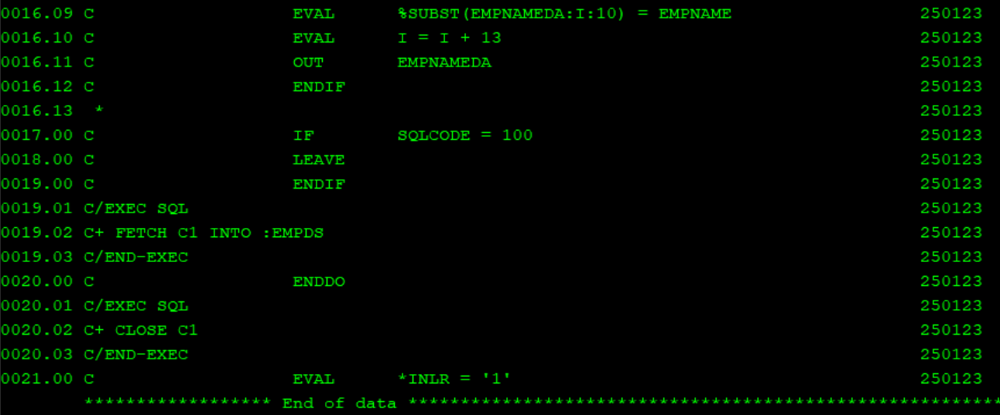 0016.09 C                   EVAL      %SUBST(EMPNAMEDA:I:10) = EMPNAME                  250123
0016.10 C                   EVAL      I = I + 13                                        250123
0016.11 C                   OUT       EMPNAMEDA                                         250123
0016.12 C                   ENDIF                                                       250123
0016.13  *                                                                              250123
0017.00 C                   IF        SQLCODE = 100                                     250123
0018.00 C                   LEAVE                                                       250123
0019.00 C                   ENDIF                                                       250123
0019.01 C/EXEC SQL                                                                      250123
0019.02 C+ FETCH C1 INTO :EMPDS                                                         250123
0019.03 C/END-EXEC                                                                      250123
0020.00 C                   ENDDO                                                       250123
0020.01 C/EXEC SQL                                                                      250123
0020.02 C+ CLOSE C1                                                                     250123
0020.03 C/END-EXEC                                                                      250123
0021.00 C                   EVAL      *INLR = '1'                                       250123
        ****************** End of data *********************************************************